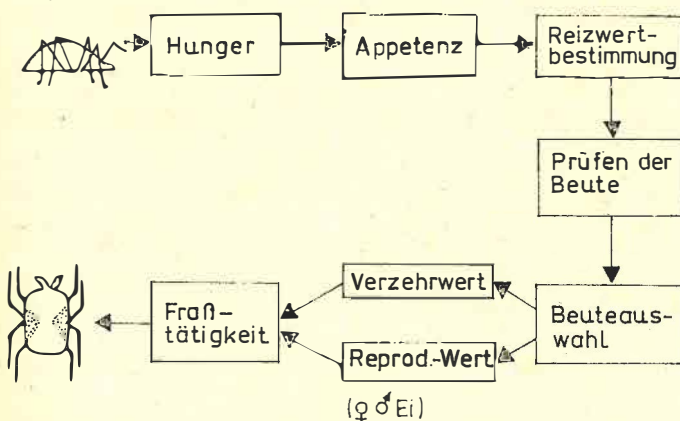 Hunger
Appetenz
Reizwert-
bestimmung
Prüfen der
Beute
Beuteaus-
wahl
Verzehrwert
Reprod.-Wert
(♀♂Ei)
Fraß-
tätigkeit